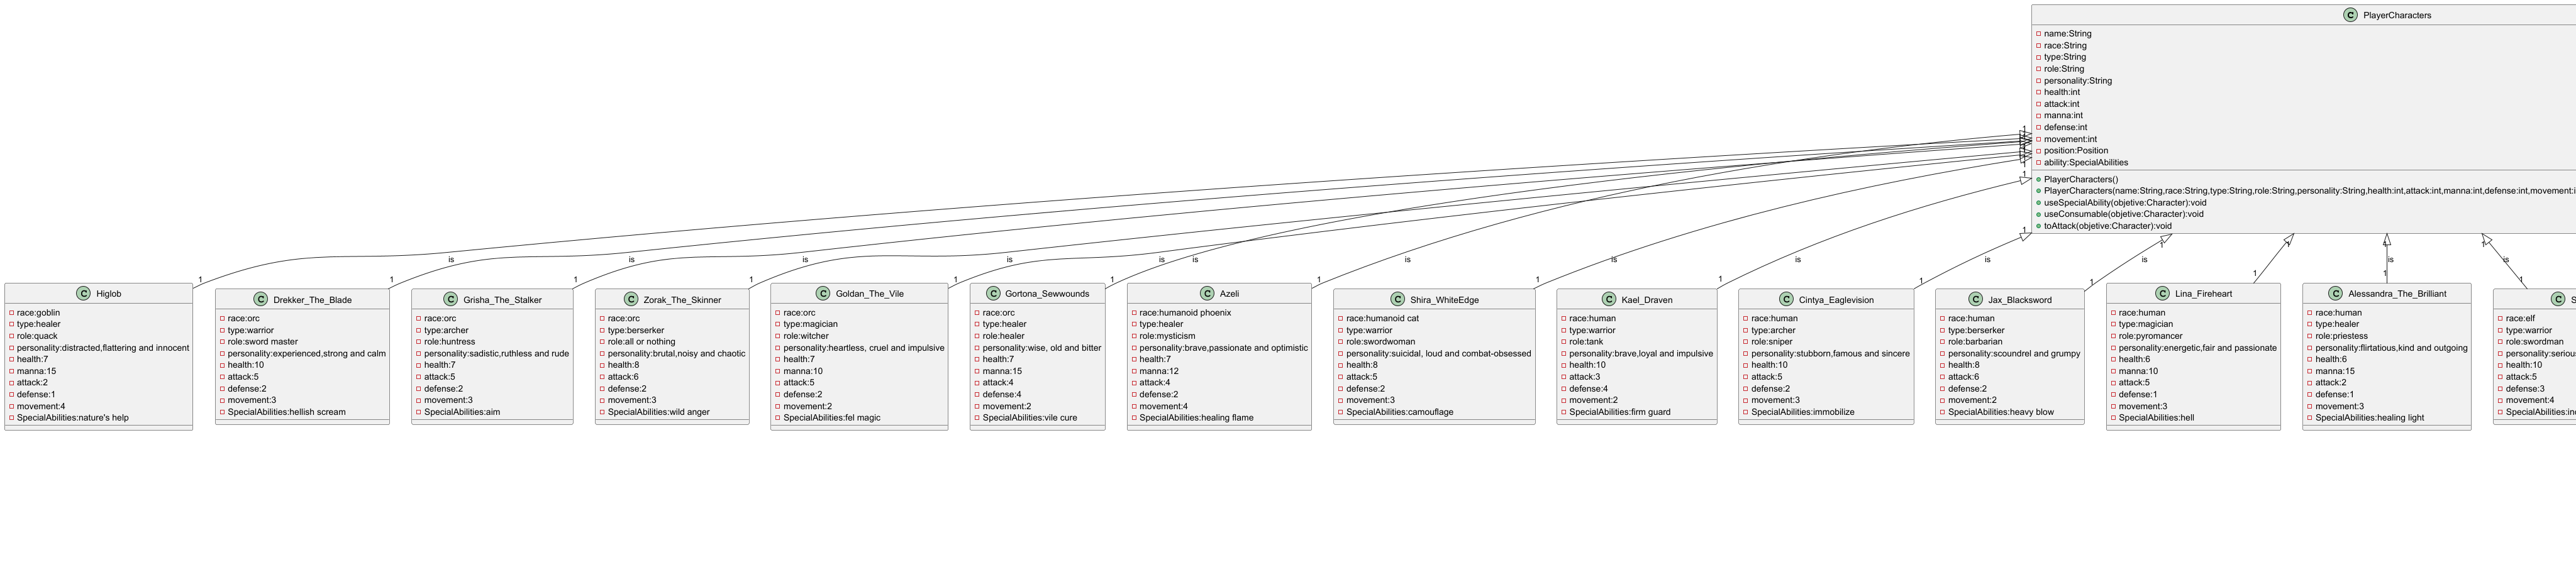 C PlayerCharacters
name:String
race:String
type:String
role:String
personality:String
health:int
attack:int
manna:int
defense:int
movement:int
position:Position
ability:SpecialAbilities
PlayerCharacters()
PlayerCharacters(name:String,race:String,type:String,role:String,personality:String,health:int,attack:int,manna:int,defense:int,movement:i
useSpecialAbility(objetive:Character):void
useConsumable(objetive:Character):void
toAttack(objetive:Character):void
is is is is is is is is is is is is is is
1 1 1 1 1 1 1 1 1 1 1 1 1 1
C Higlob
race:goblin
type:healer
role:quack
personality:distracted,flattering and innocent
health:7
manna:15
attack:2
defense:1
movement:4
SpecialAbilities:nature's help
C Drekker_The_Blade
race:orc
type:warrior
role:sword master
personality:experienced,strong and calm
health:10
attack:5
defense:2
movement:3
SpecialAbilities:hellish scream
C Grisha_The_Stalker
race:orc
type:archer
role:huntress
personality:sadistic,ruthless and rude
health:7
attack:5
defense:2
movement:3
SpecialAbilities:aim
C Zorak_The_Skinner
race:orc
type:berserker
role:all or nothing
personality:brutal,noisy and chaotic
health:8
attack:6
defense:2
movement:3
SpecialAbilities:wild anger
C Goldan_The_Vile
race:orc
type:magician
role:witcher
personality:heartless, cruel and impulsive
health:7
manna:10
attack:5
defense:2
movement:2
SpecialAbilities:fel magic
C Gortona_Sewwounds
race:orc
type:healer
role:healer
personality:wise, old and bitter
health:7
manna:15
attack:4
defense:4
movement:2
SpecialAbilities:vile cure
C Azeli
race:humanoid phoenix
type:healer
role:mysticism
personality:brave,passionate and optimistic
health:7
manna:12
attack:4
defense:2
movement:4
SpecialAbilities:healing flame
C Shira_WhiteEdge
race:humanoid cat
type:warrior
role:swordwoman
personality:suicidal, loud and combat-obsessed
health:8
attack:5
defense:2
movement:3
SpecialAbilities:camouflage
C Kael_Draven
race:human
type:warrior
role:tank
personality:brave,loyal and impulsive
health:10
attack:3
defense:4
movement:2
SpecialAbilities:firm guard
C Cintya_Eaglevision
race:human
type:archer
role:sniper
personality:stubborn,famous and sincere
health:10
attack:5
defense:2
movement:3
SpecialAbilities:immobilize
C Jax_Blacksword
race:human
type:berserker
role:barbarian
personality:scoundrel and grumpy
health:8
attack:6
defense:2
movement:2
SpecialAbilities:heavy blow
C Lina_Fireheart
race:human
type:magician
role:pyromancer
personality:energetic,fair and passionate
health:6
manna:10
attack:5
defense:1
movement:3
SpecialAbilities:hell
C Alessandra_The_Brilliant
race:human
type:healer
role:priestess
personality:flirtatious,kind and outgoing
health:6
manna:15
attack:2
defense:1
movement:3
SpecialAbilities:healing light
C S
race:elf
type:warrior
role:swordman
personality:seriou
health:10
attack:5
defense:3
movement:4
SpecialAbilities:in